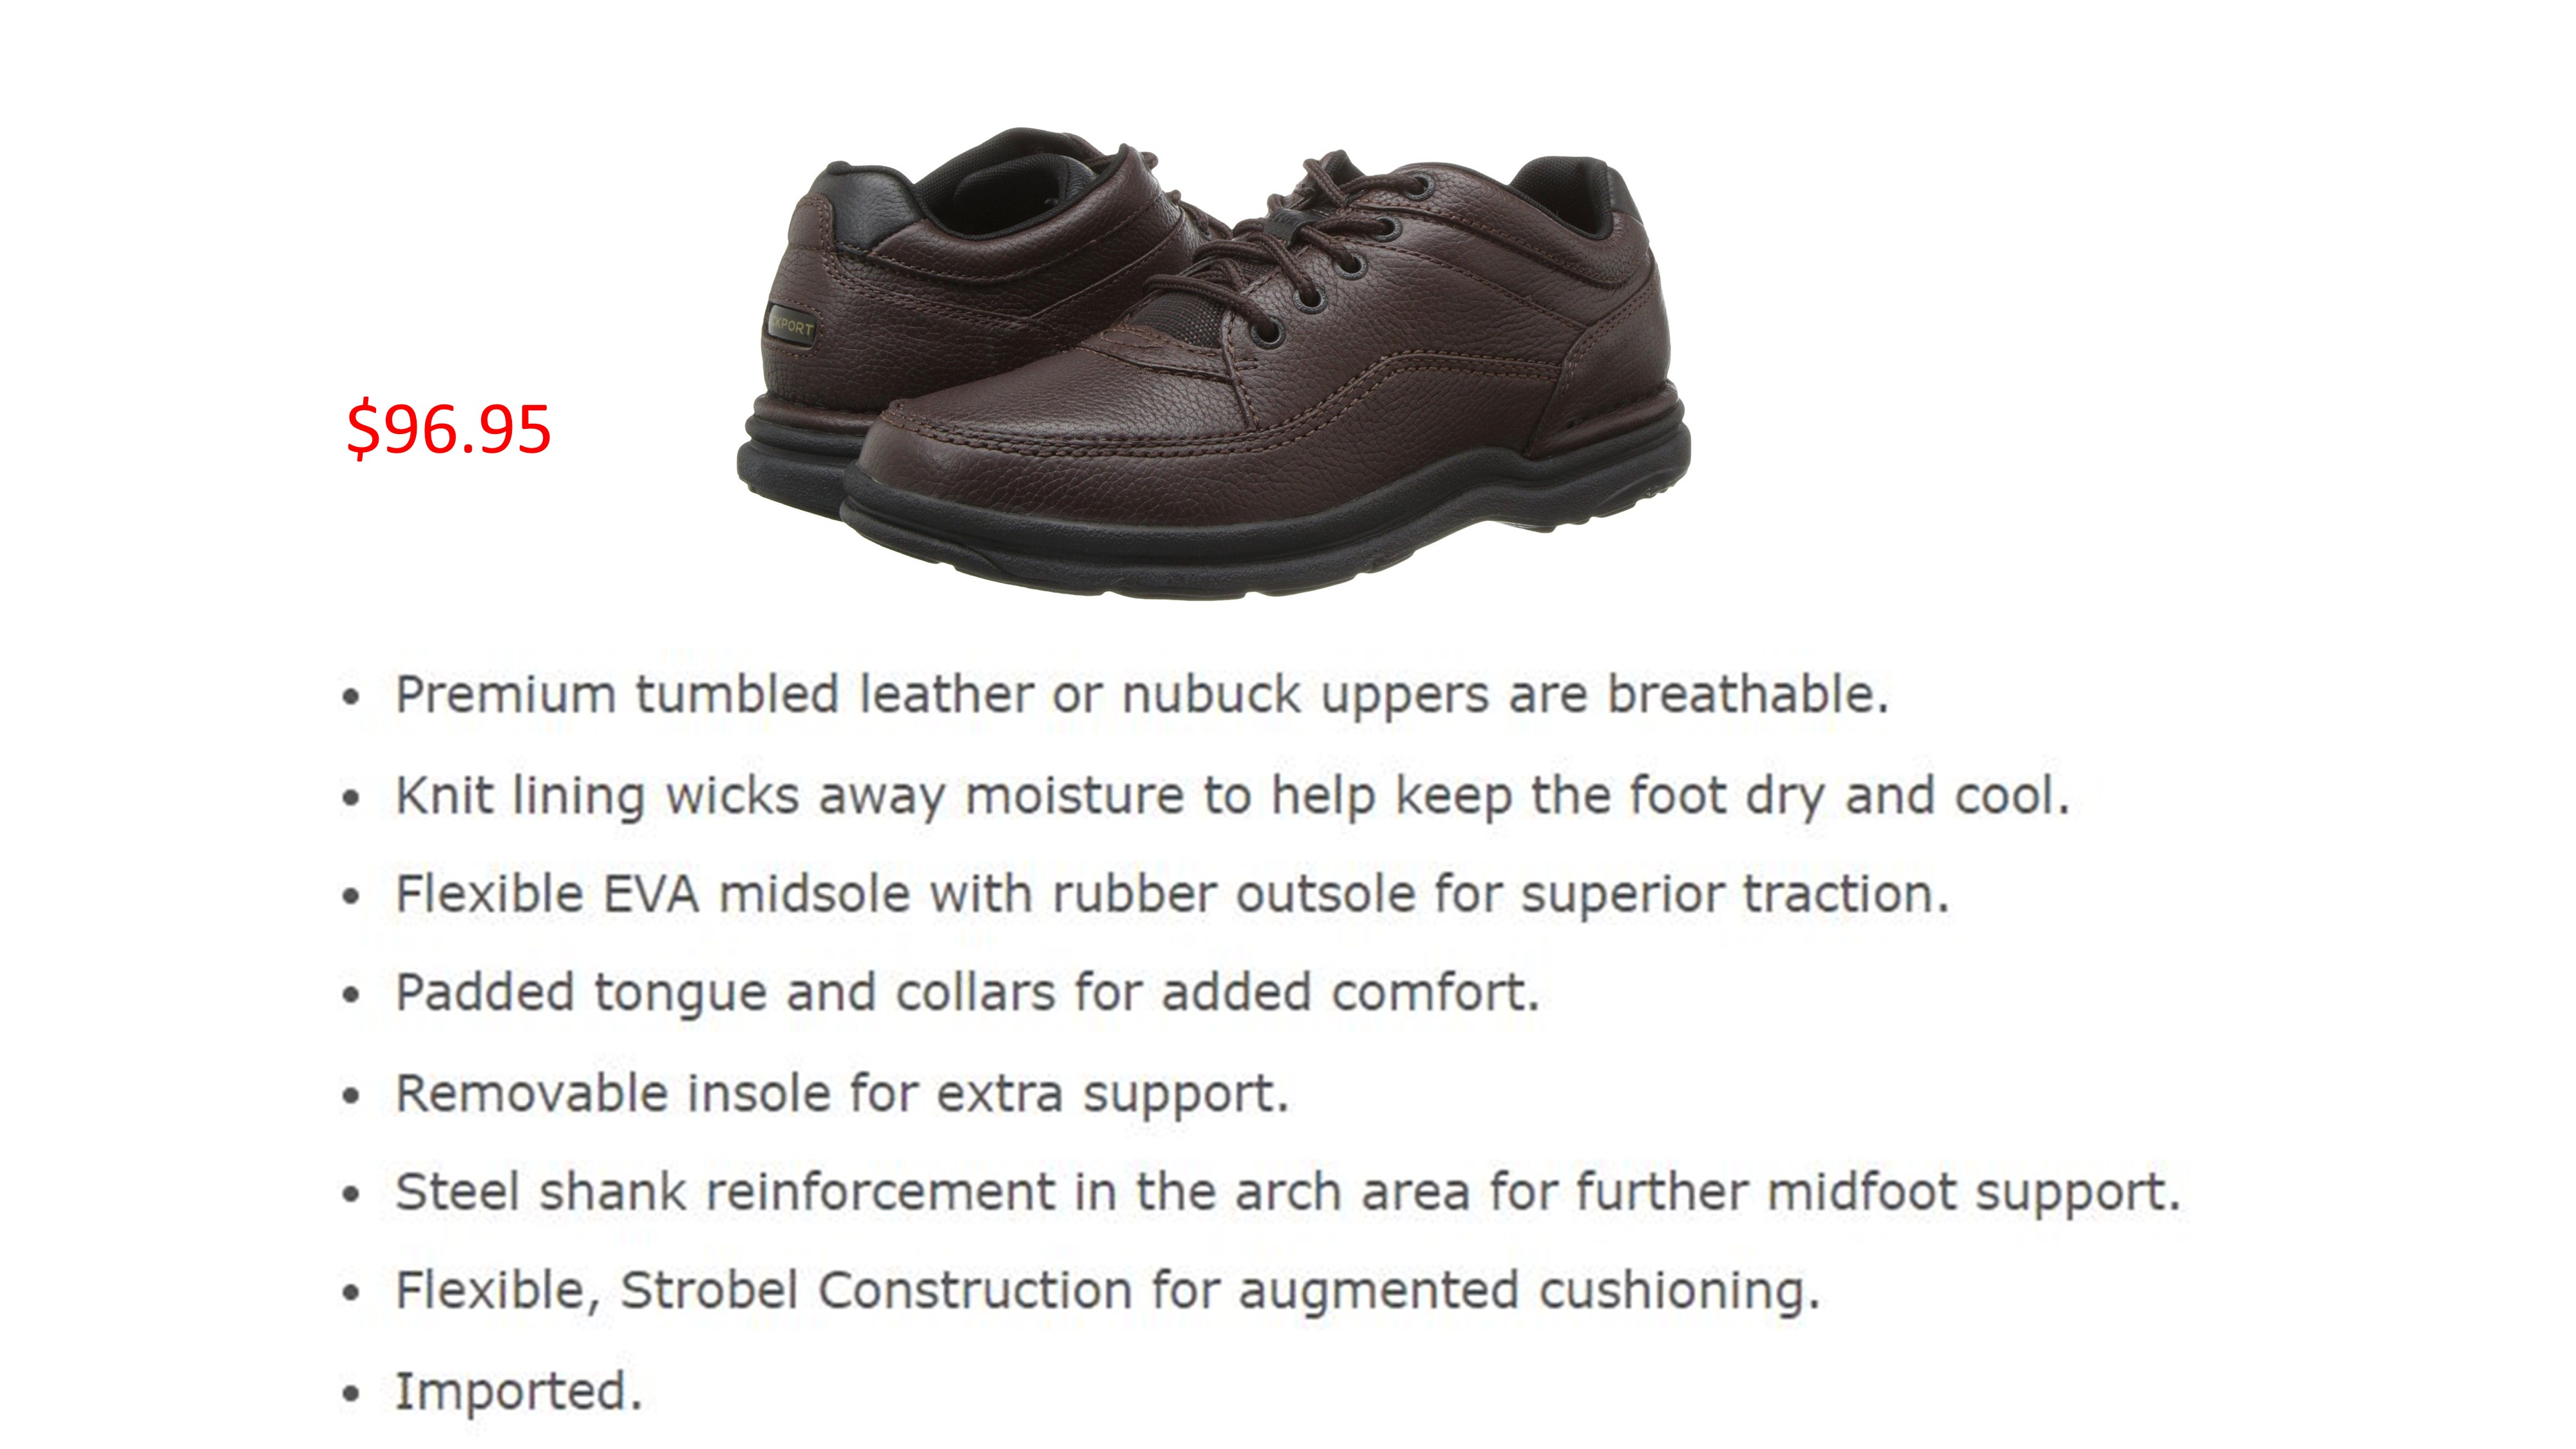 KPORT
$96.95
• Premium tumbled leather or nubuck uppers are breathable.
• Knit lining wicks away moisture to help keep the foot dry and cool.
• Flexible EVA midsole with rubber outsole for superior traction.
• Padded tongue and collars for added comfort.
• Removable insole for extra support.
• Steel shank reinforcement in the arch area for further midfoot support.
• Flexible, Strobel Construction for augmented cushioning.
• Imported.